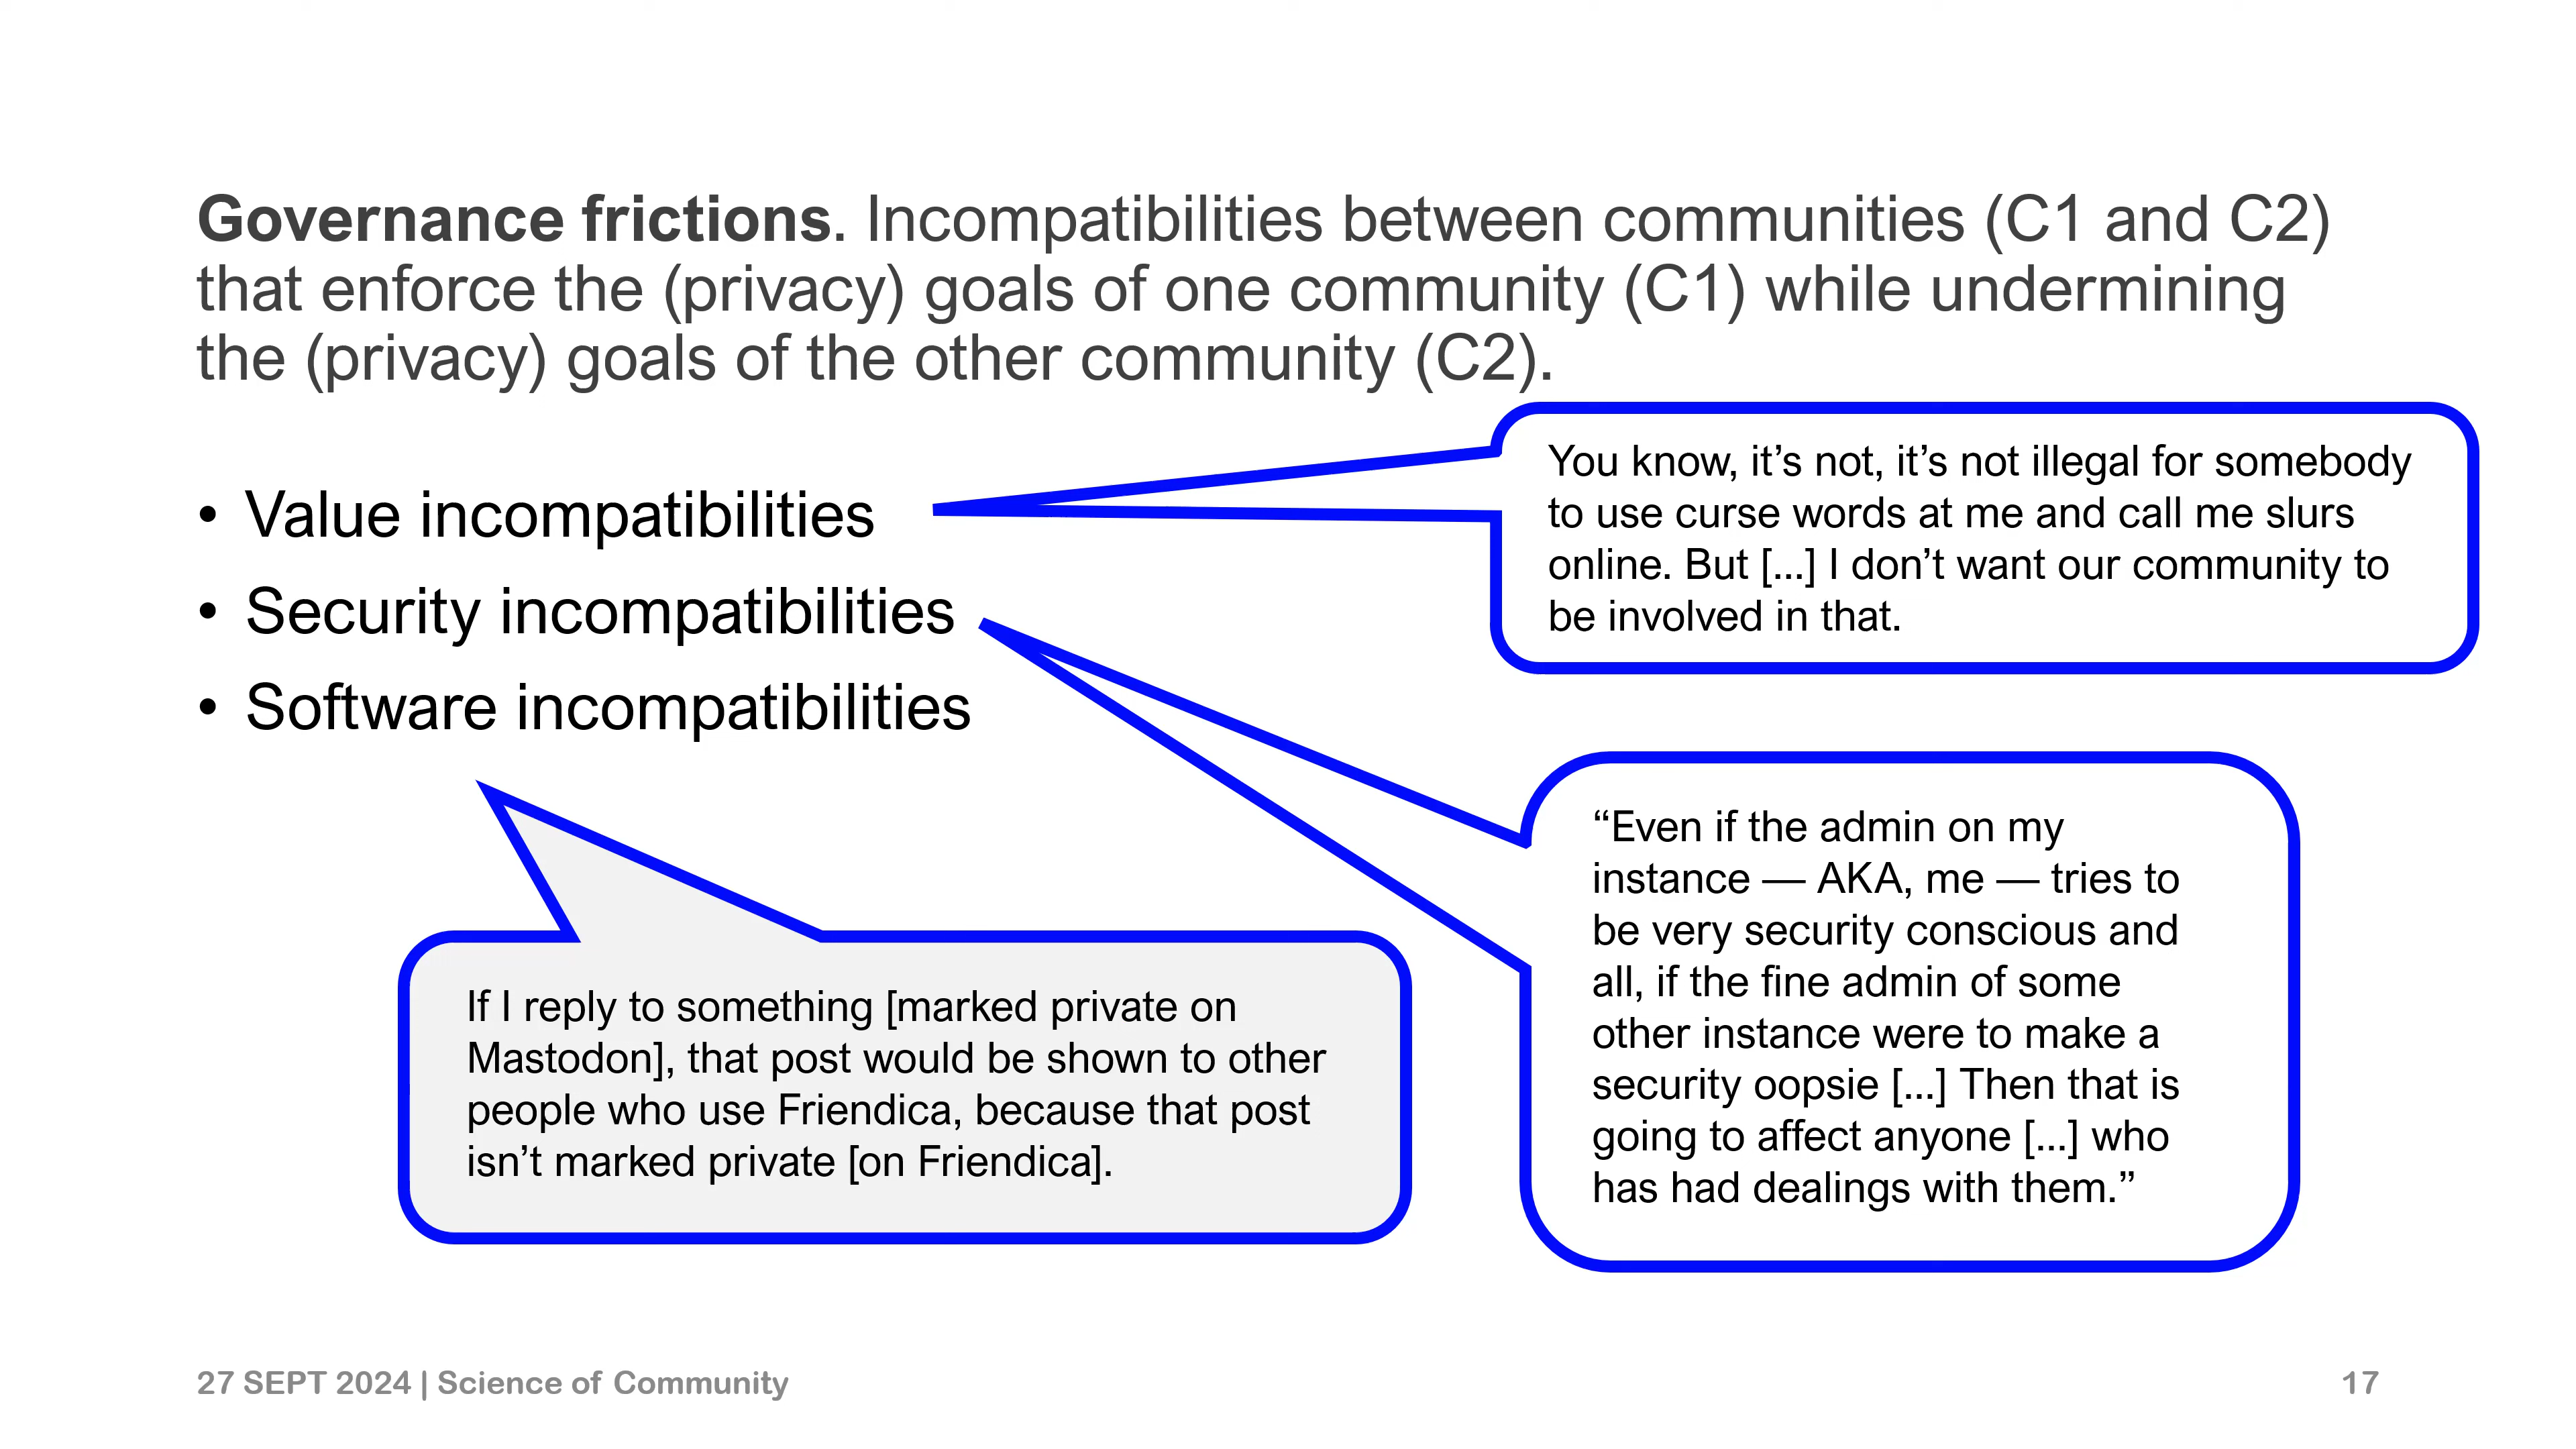 Governance frictions. Incompatibilities between communities (C1 and C2)
that enforce the (privacy) goals of one community (C1) while undermining
the (privacy) goals of the other community (C2).
• Value incompatibilities
• Security incompatibilities
• Software incompatibilities
You know, it’s not, it’s not illegal for somebody
to use curse words at me and call me slurs
online. But [...] I don’t want our community to
be involved in that.
“Even if the admin on my
instance — AKA, me — tries to
be very security conscious and
all, if the fine admin of some
other instance were to make a
security oopsie [...] Then that is
going to affect anyone [...] who
has had dealings with them.”
If I reply to something [marked private on
Mastodon], that post would be shown to other
people who use Friendica, because that post
isn’t marked private [on Friendica].
27 SEPT 2024 | Science of Community
17